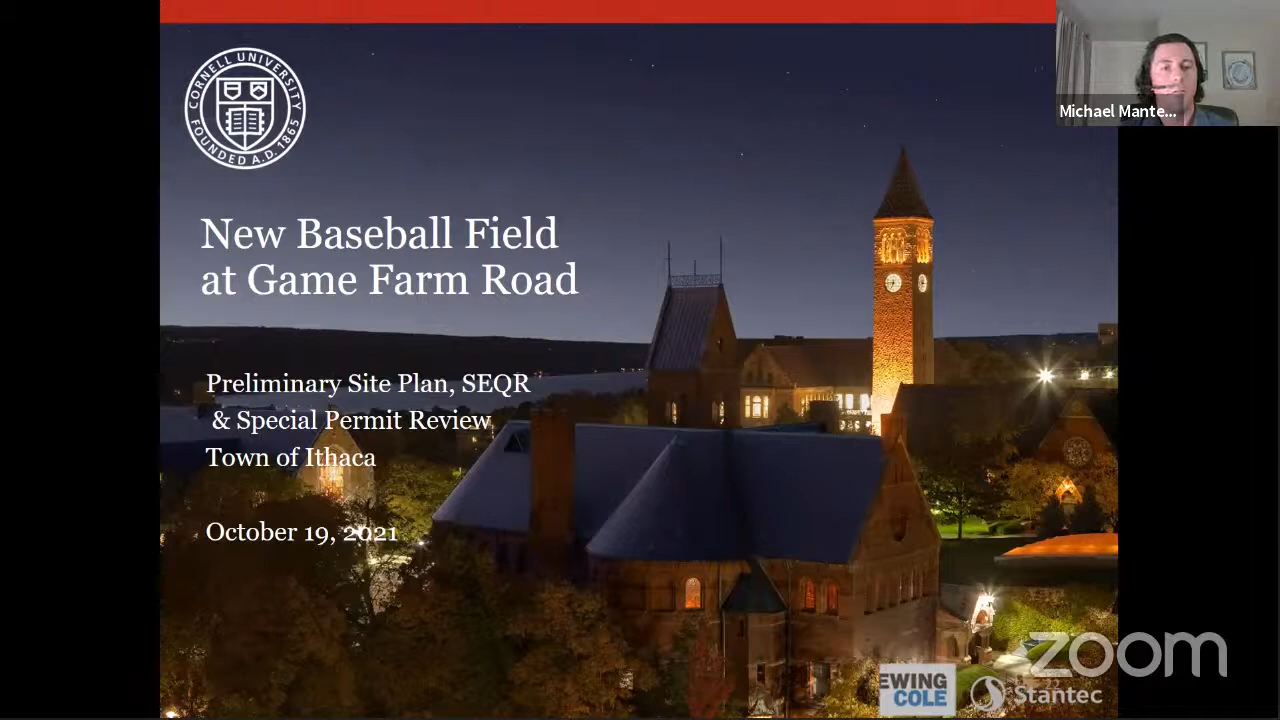 CORNELL UNIVERSITY
FOUNDED A.D. 1865
Michael Mante...
New Baseball Field
at Game Farm Road
Preliminary Site Plan, SEQR
& Special Permit Review
Town of Ithaca
October 19, 2021
EWING
COLE
Stantec
zoom